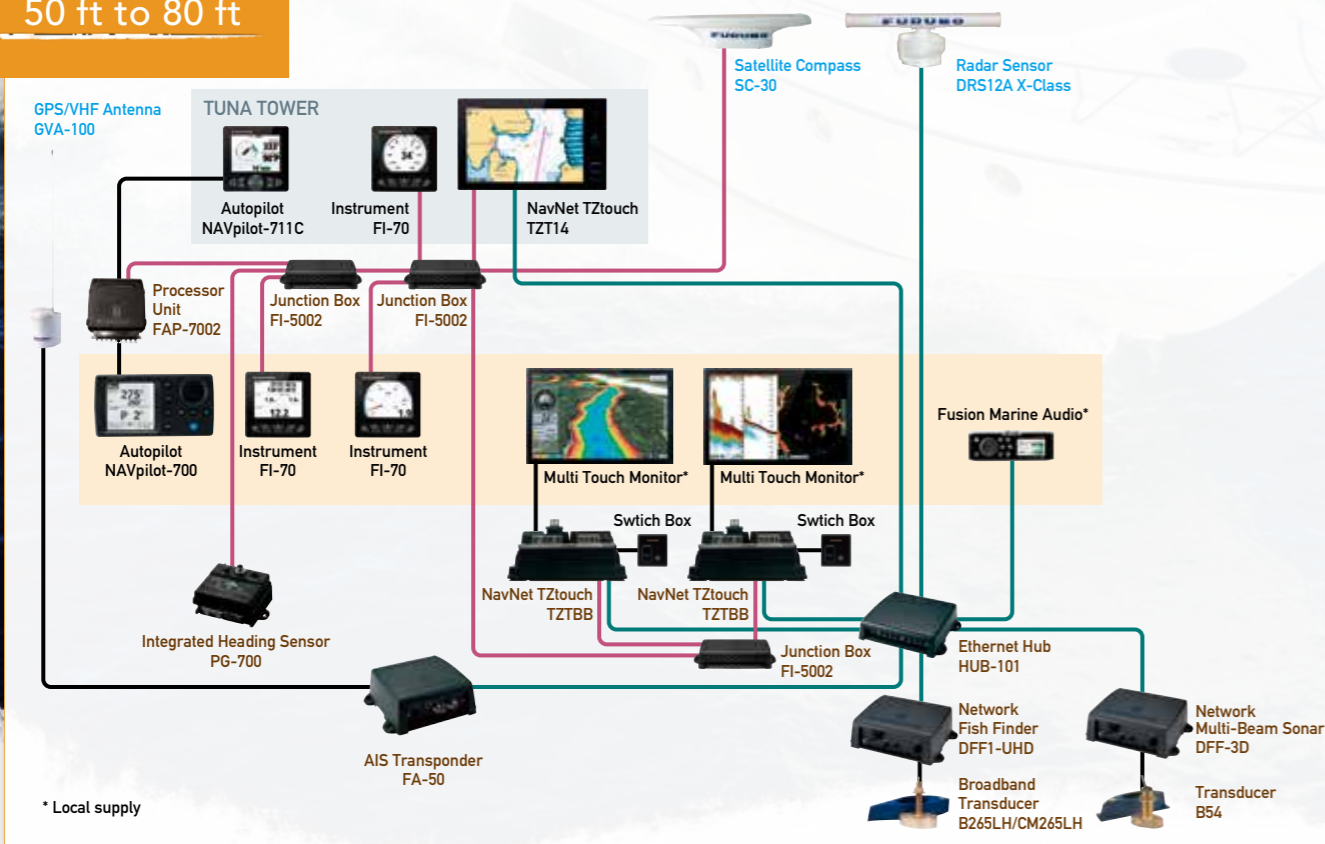 50 ft to 80 ft
FURUNO
FURUNO
Satellite Compass
SC-30
Radar Sensor
DRS12A X-Class
GPS/VHF Antenna
GVA-100
TUNA TOWER
Autopilot
NAVpilot-711C
Instrument
FI-70
NavNet TZtouch
TZT14
Processor
Unit
FAP-7002
Junction Box
FI-5002
Junction Box
FI-5002
Autopilot
NAVpilot-700
12.2
Instrument
FI-70
1.9
Instrument
FI-70
Multi Touch Monitor*
Multi Touch Monitor*
Fusion Marine Audio*
Swtich Box
Swtich Box
NavNet TZtouch
TZTBB
NavNet TZtouch
TZTBB
Integrated Heading Sensor
PG-700
Junction Box
FI-5002
Ethernet Hub
HUB-101
AIS Transponder
FA-50
Network
Fish Finder
DFF1-UHD
Network
Multi-Beam Sonar
DFF-3D
Broadband
Transducer
B265LH/CM265LH
Transducer
B54
* Local supply